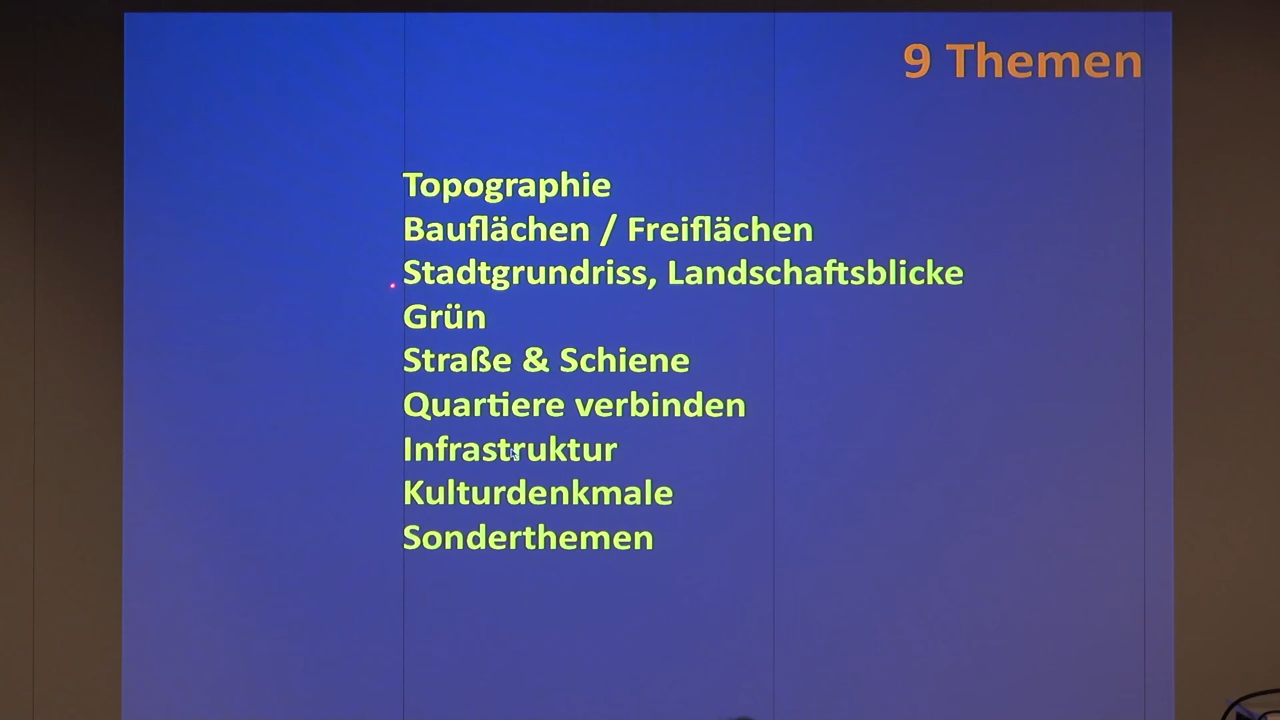 9 Themen
Topographie
Bauflächen / Freiflächen
Stadtgrundriss, Landschaftsblicke
Grün
Straße & Schiene
Quartiere verbinden
Infrastruktur
Kulturdenkmale
Sonderthemen